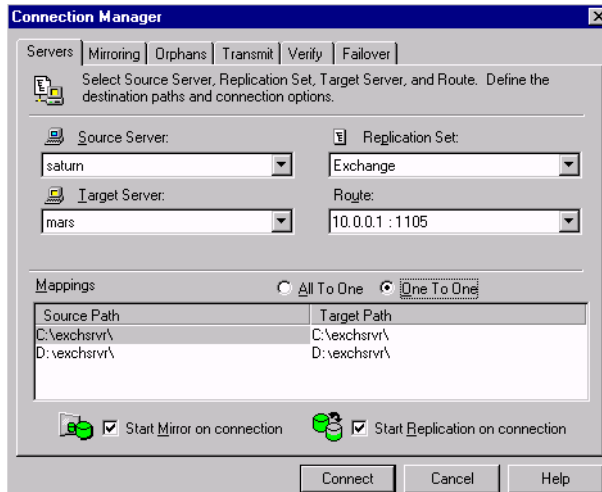 Connection Manager
Servers Mirroring Orphans Transmit Verify Failover
Select Source Server, Replication Set, Target Server, and Route. Define the
destination paths and connection options.
Source Server:
Replication Set:
saturn
Exchange
Target Server:
Route:
mars
10.0.0.1 : 1105
Mappings
All To One
One To One
Source Path Target Path
C:\exchsrvr\ C:\exchsrvr\
D:\exchsrvr\ D:\exchsrvr\
Start Mirror on connection
Start Replication on connection
Connect Cancel Help